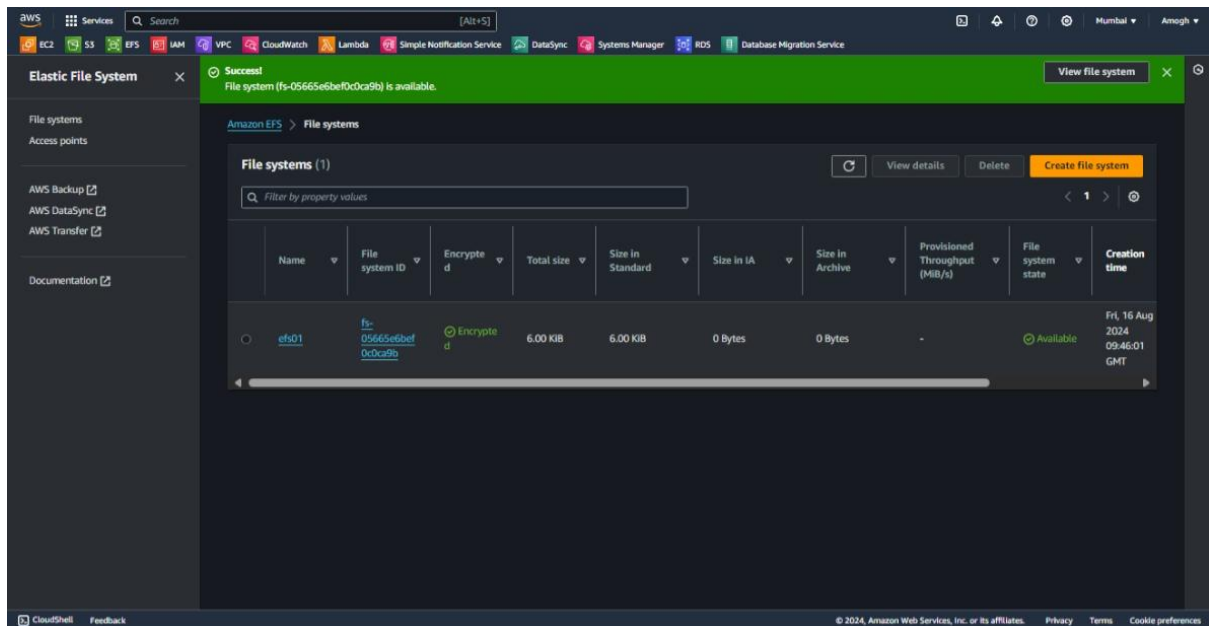 aws
Services
Search
[Alt+S]
Mumbai
Amogh
EC2
S3
EFS
IAM
VPC
CloudWatch
Lambda
Simple Notification Service
DataSync
Systems Manager
RDS
Database Migration Service
Elastic File System
Success!
File system (fs-05665e6bef0c0ca9b) is available.
View file system
File systems
Access points
AWS Backup
AWS DataSync
AWS Transfer
Documentation
Amazon EFS > File systems
File systems (1)
View details
Delete
Create file system
Filter by property values
1
Name
File
system ID
Encrypte
d
Total size
Size in
Standard
Size in IA
Size in
Archive
Provisioned
Throughput
(MiB/s)
File
system
state
Creation
time
efs01
fs-
05665e6bef
0c0ca9b
Encrypte
d
6.00 KiB
6.00 KiB
0 Bytes
0 Bytes
-
Available
Fri, 16 Aug
2024
09:46:01
GMT
CloudShell
Feedback
© 2024, Amazon Web Services, Inc. or its affiliates.
Privacy
Terms
Cookie preferences